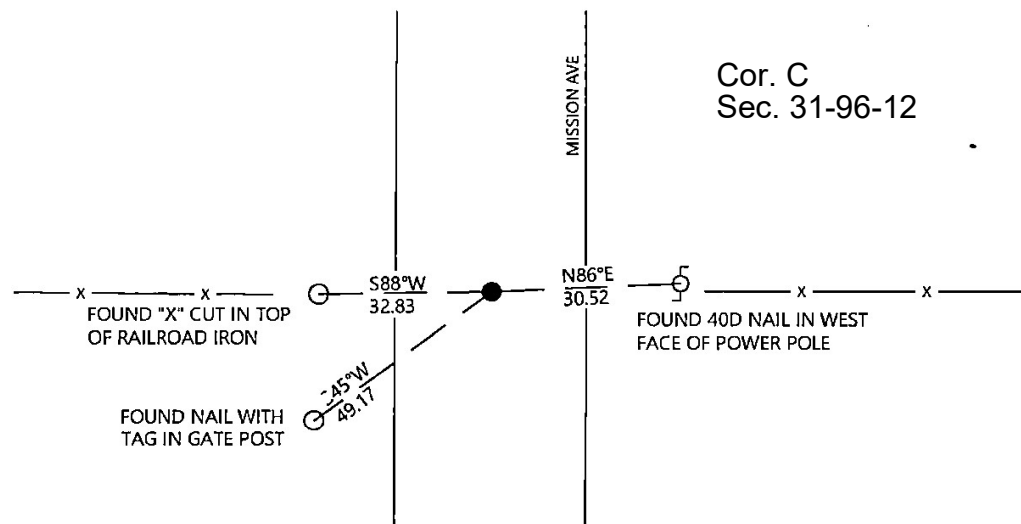 Cor. C
Sec. 31-96-12
MISSION AVE
x x
S88°W
32.83
N86°E
30.52
x x
FOUND "X" CUT IN TOP
OF RAILROAD IRON
FOUND 40D NAIL IN WEST
FACE OF POWER POLE
S45°W
49.17
FOUND NAIL WITH
TAG IN GATE POST